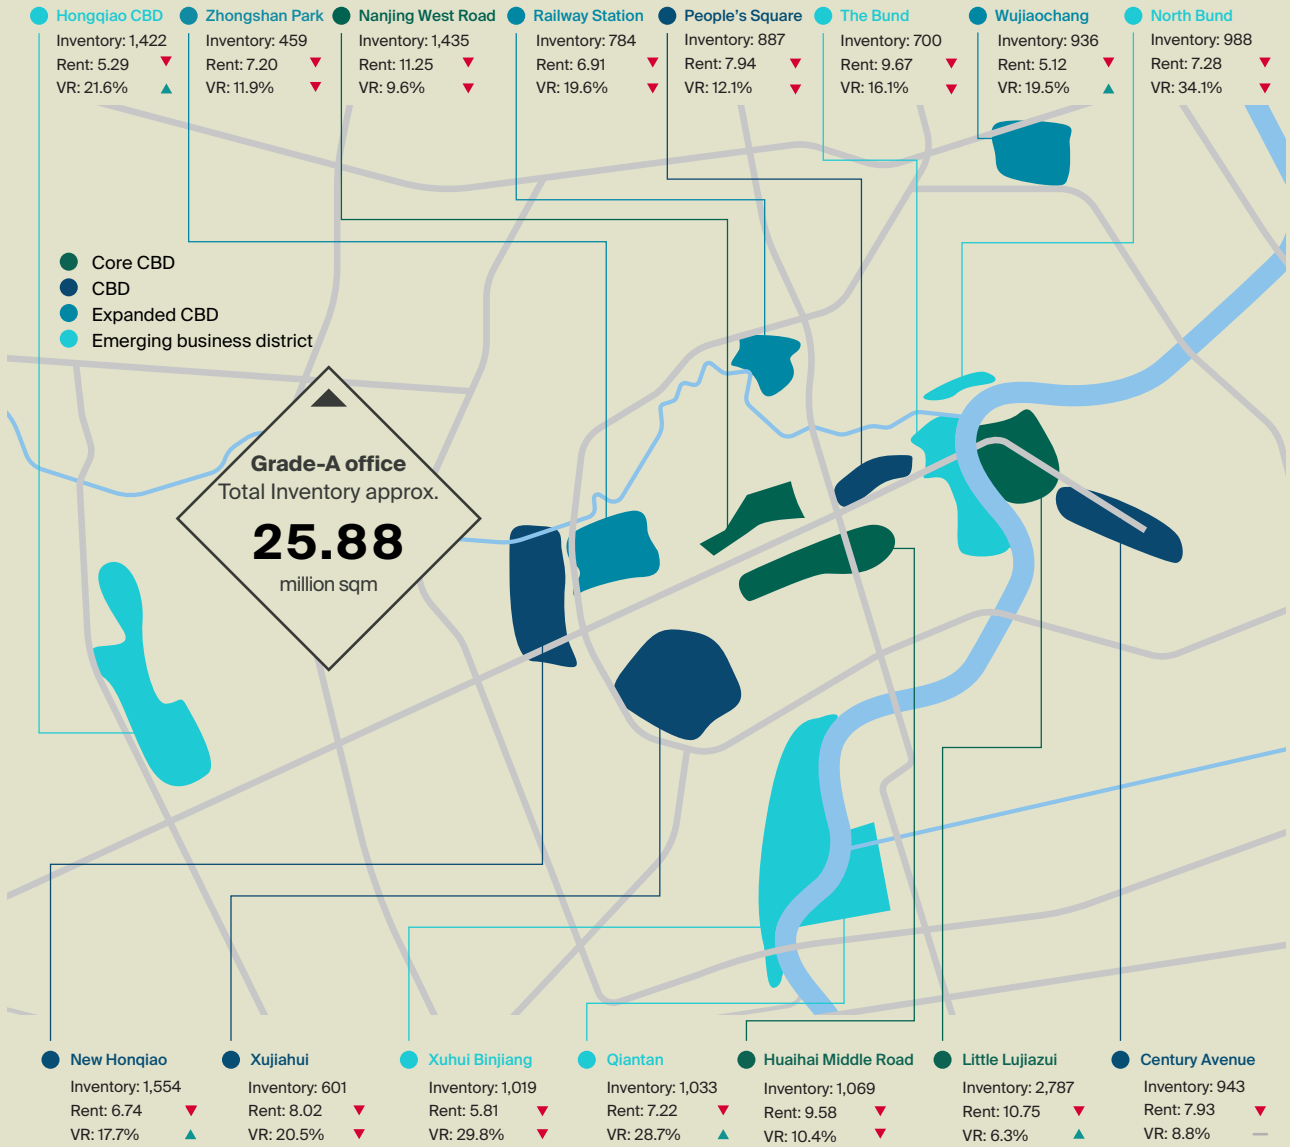 Hongqiao CBD
Inventory: 1,422
Rent: 5.29
VR: 21.6%
Zhongshan Park
Inventory: 459
Rent: 7.20
VR: 11.9%
Nanjing West Road
Inventory: 1,435
Rent: 11.25
VR: 9.6%
Railway Station
Inventory: 784
Rent: 6.91
VR: 19.6%
People's Square
Inventory: 887
Rent: 7.94
VR: 12.1%
The Bund
Inventory: 700
Rent: 9.67
VR: 16.1%
Wujiaochang
Inventory: 936
Rent: 5.12
VR: 19.5%
North Bund
Inventory: 988
Rent: 7.28
VR: 34.1%
Core CBD
CBD
Expanded CBD
Emerging business district
Grade-A office
Total Inventory approx.
25.88
million sqm
New Honqiao
Inventory: 1,554
Rent: 6.74
VR: 17.7%
Xujiahui
Inventory: 601
Rent: 8.02
VR: 20.5%
Xuhui Binjiang
Inventory: 1,019
Rent: 5.81
VR: 29.8%
Qiantan
Inventory: 1,033
Rent: 7.22
VR: 28.7%
Huaihai Middle Road
Inventory: 1,069
Rent: 9.58
VR: 10.4%
Little Lujiazui
Inventory: 2,787
Rent: 10.75
VR: 6.3%
Century Avenue
Inventory: 943
Rent: 7.93
VR: 8.8%